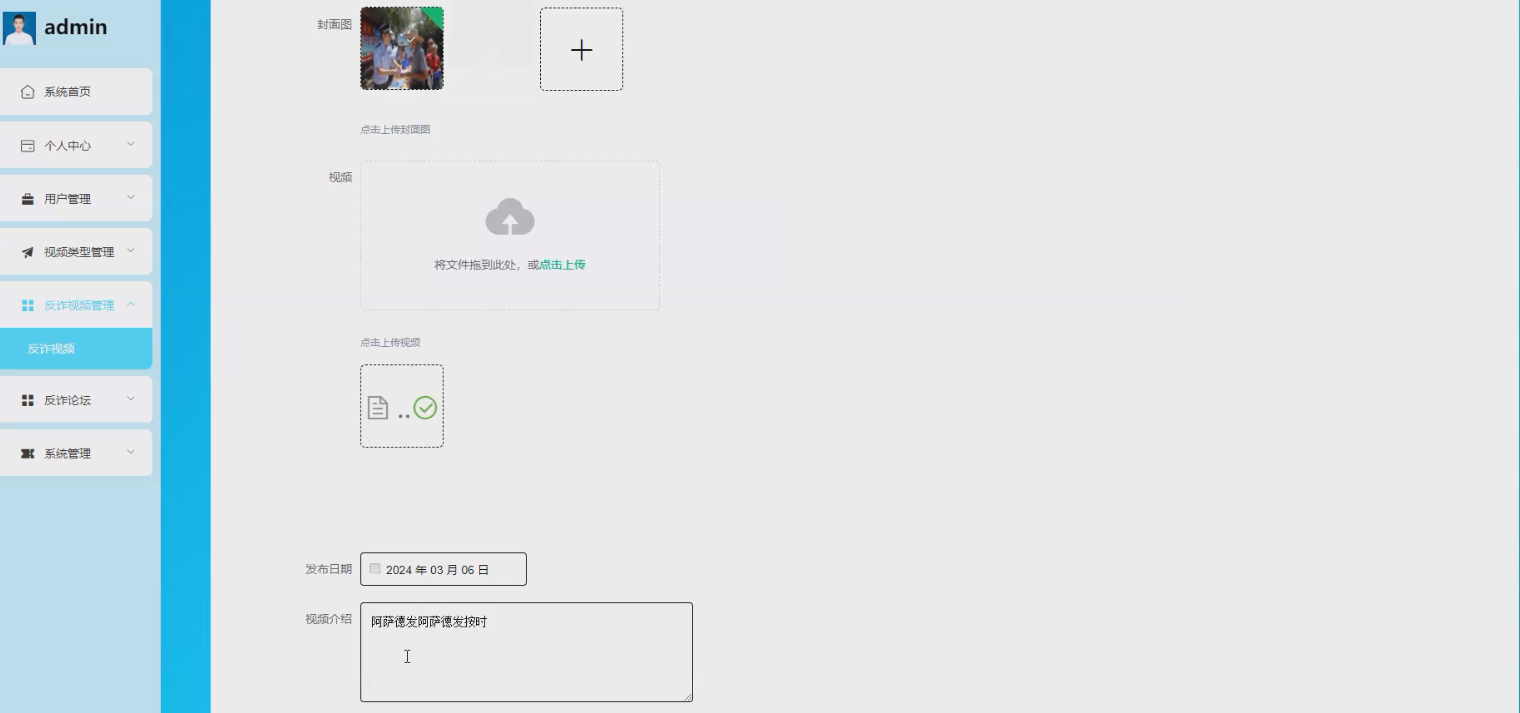 admin
系统首页
个人中心
用户管理
视频类型管理
反诈视频管理
反诈视频
反诈论坛
系统管理
封面图
点击上传封面图
视频
将文件拖到此处，或点击上传
点击上传视频
..
发布日期
2024 年 03 月 06 日
视频介绍
阿萨德发阿萨德发按时